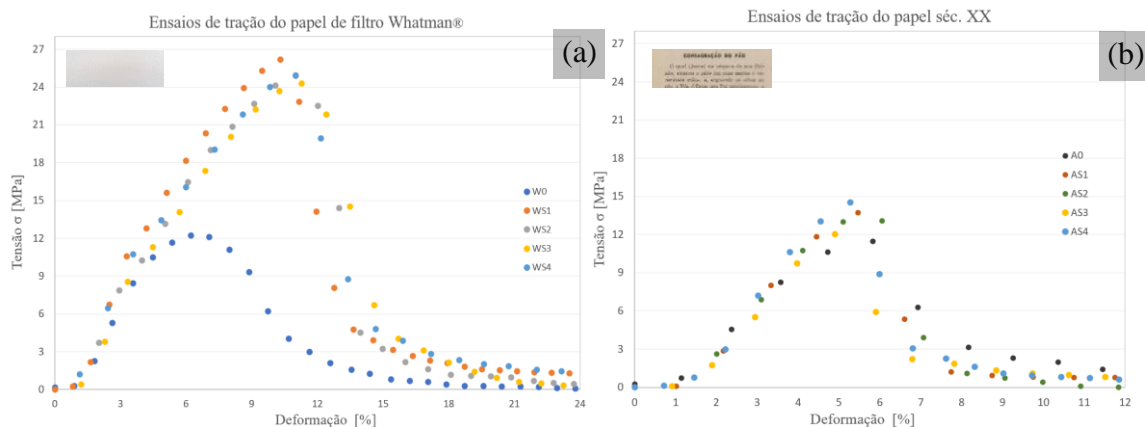 Ensaios de tração do papel de filtro Whatman®
(a)
Tensão σ [MPa]
27
24
21
18
15
12
9
6
3
0
0 3 6 9 12 15 18 21 24
Deformação [%]
W0
WS1
WS2
WS3
WS4
Ensaios de tração do papel séc. XX
(b)
CONSAGRAÇÃO DO PÃO
Tensão σ [MPa]
27
24
21
18
15
12
9
6
3
0
0 1 2 3 4 5 6 7 8 9 10 11 12
Deformação [%]
A0
AS1
AS2
AS3
AS4